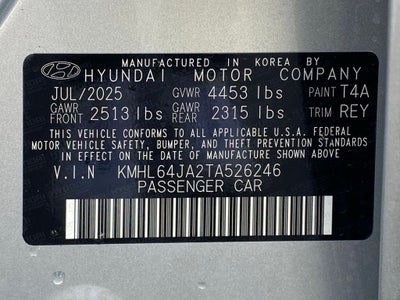 MANUFACTURED IN KOREA BY
HYUNDAI MOTOR COMPANY
JUL/2025 GVWR 4453 lbs PAINT T4A
GAWR FRONT 2513 lbs GAWR REAR 2315 lbs TRIM REY
THIS VEHICLE CONFORMS TO ALL APPLICABLE U.S.A. FEDERAL
MOTOR VEHICLE SAFETY, BUMPER, AND THEFT PREVENTION STANDARDS
IN EFFECT ON THE DATE OF MANUFACTURE SHOWN ABOVE.
V.I.N KMHL64JA2TA526246
PASSENGER CAR